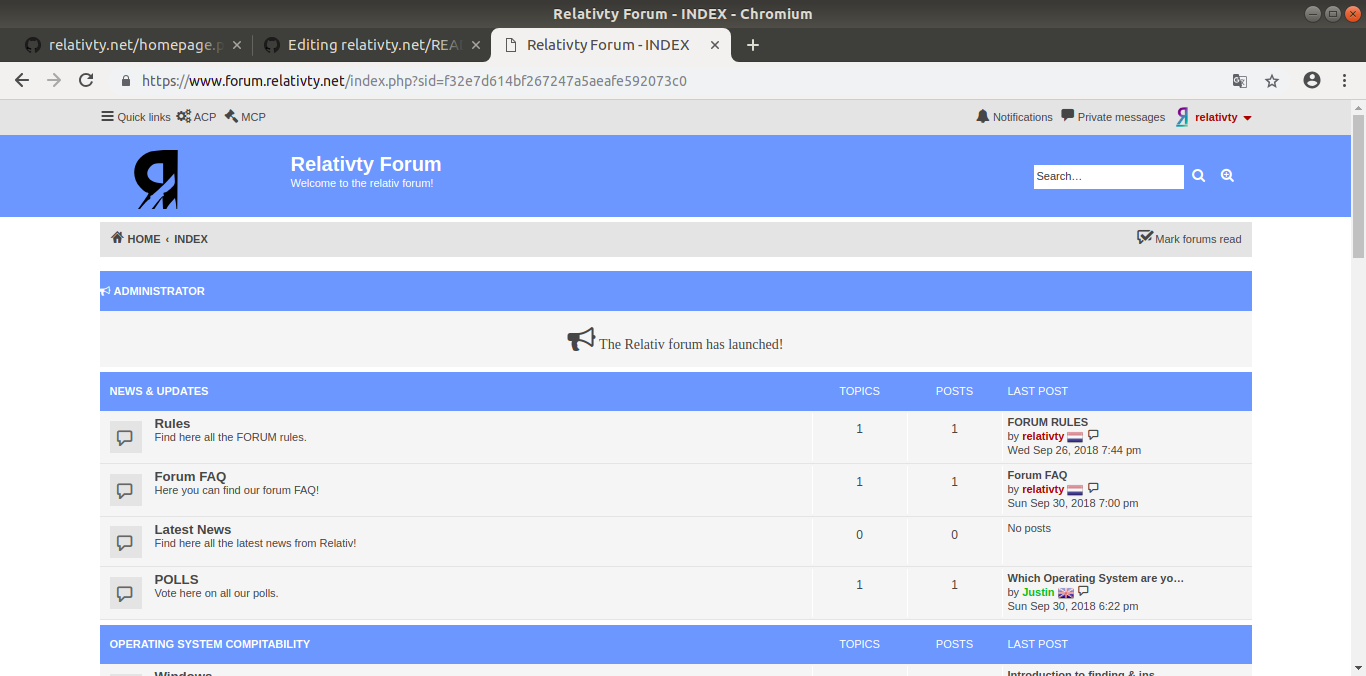 Relativty Forum - INDEX - Chromium
relativty.net/homepage.p
Editing relativty.net/REA
Relativty Forum - INDEX
https://www.forum.relativty.net/index.php?sid=f32e7d614bf267247a5aeafe592073c0
Quick links ACP MCP
Notifications Private messages relativty
Relativty Forum
Welcome to the relativ forum!
Search…
HOME ‹ INDEX
Mark forums read
ADMINISTRATOR
The Relativ forum has launched!
NEWS & UPDATES TOPICS POSTS LAST POST
Rules
Find here all the FORUM rules.
1 1
FORUM RULES
by relativty
Wed Sep 26, 2018 7:44 pm
Forum FAQ
Here you can find our forum FAQ!
1 1
Forum FAQ
by relativty
Sun Sep 30, 2018 7:00 pm
Latest News
Find here all the latest news from Relativ!
0 0
No posts
POLLS
Vote here on all our polls.
1 1
Which Operating System are yo…
by Justin
Sun Sep 30, 2018 6:22 pm
OPERATING SYSTEM COMPITABILITY TOPICS POSTS LAST POST
Windows
Introduction to finding & ins…